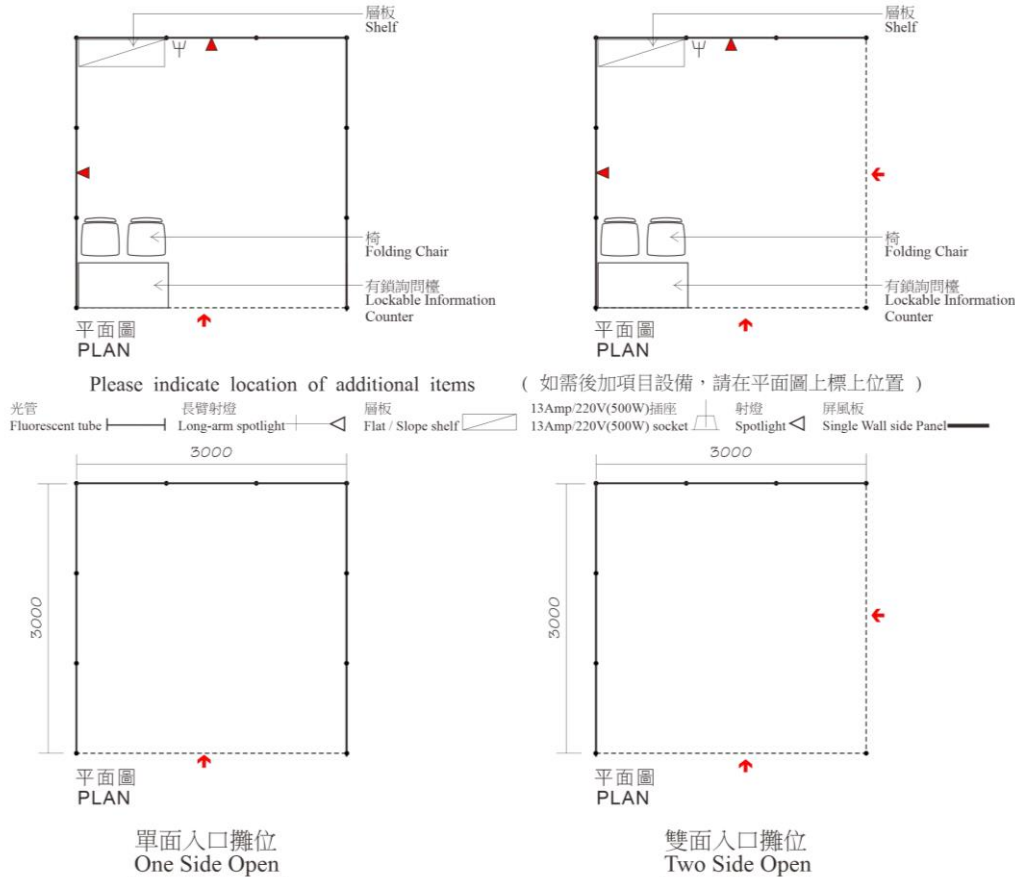 層板
Shelf
椅
Folding Chair
有鎖詢問檯
Lockable Information
Counter
平面圖
PLAN
層板
Shelf
椅
Folding Chair
有鎖詢問檯
Lockable Information
Counter
平面圖
PLAN
Please indicate location of additional items ( 如需後加項目設備，請在平面圖上標上位置 )
光管
Fluorescent tube
長臂射燈
Long-arm spotlight
層板
Flat / Slope shelf
13Amp/220V(500W)插座
13Amp/220V(500W) socket
射燈
Spotlight
屏風板
Single Wall side Panel
3000
3000
平面圖
PLAN
單面入口攤位
One Side Open
3000
3000
平面圖
PLAN
雙面入口攤位
Two Side Open